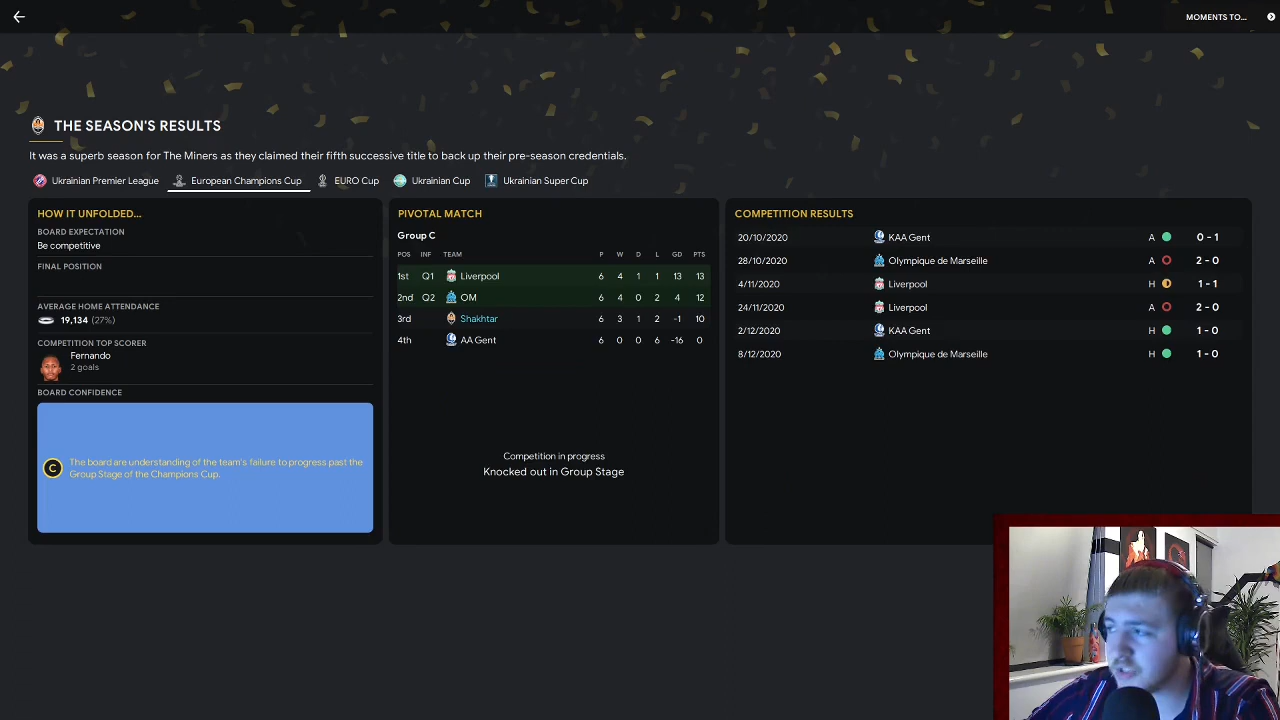 MOMENTS TO...
THE SEASON'S RESULTS
It was a superb season for The Miners as they claimed their fifth successive title to back up their pre-season credentials.
Ukrainian Premier League European Champions Cup EURO Cup Ukrainian Cup Ukrainian Super Cup
HOW IT UNFOLDED...
BOARD EXPECTATION
Be competitive
FINAL POSITION
AVERAGE HOME ATTENDANCE
19,134 (27%)
COMPETITION TOP SCORER
Fernando
2 goals
BOARD CONFIDENCE
C
The board are understanding of the team's failure to progress past the
Group Stage of the Champions Cup.
PIVOTAL MATCH
Group C
POS INF TEAM P W D L GD PTS
1st Q1 Liverpool 6 4 1 1 13 13
2nd Q2 OM 6 4 0 2 4 12
3rd Shakhtar 6 3 1 2 -1 10
4th AA Gent 6 0 0 6 -16 0
Competition in progress
Knocked out in Group Stage
COMPETITION RESULTS
20/10/2020 KAA Gent A 0 - 1
28/10/2020 Olympique de Marseille A 2 - 0
4/11/2020 Liverpool H 1 - 1
24/11/2020 Liverpool A 2 - 0
2/12/2020 KAA Gent H 1 - 0
8/12/2020 Olympique de Marseille H 1 - 0